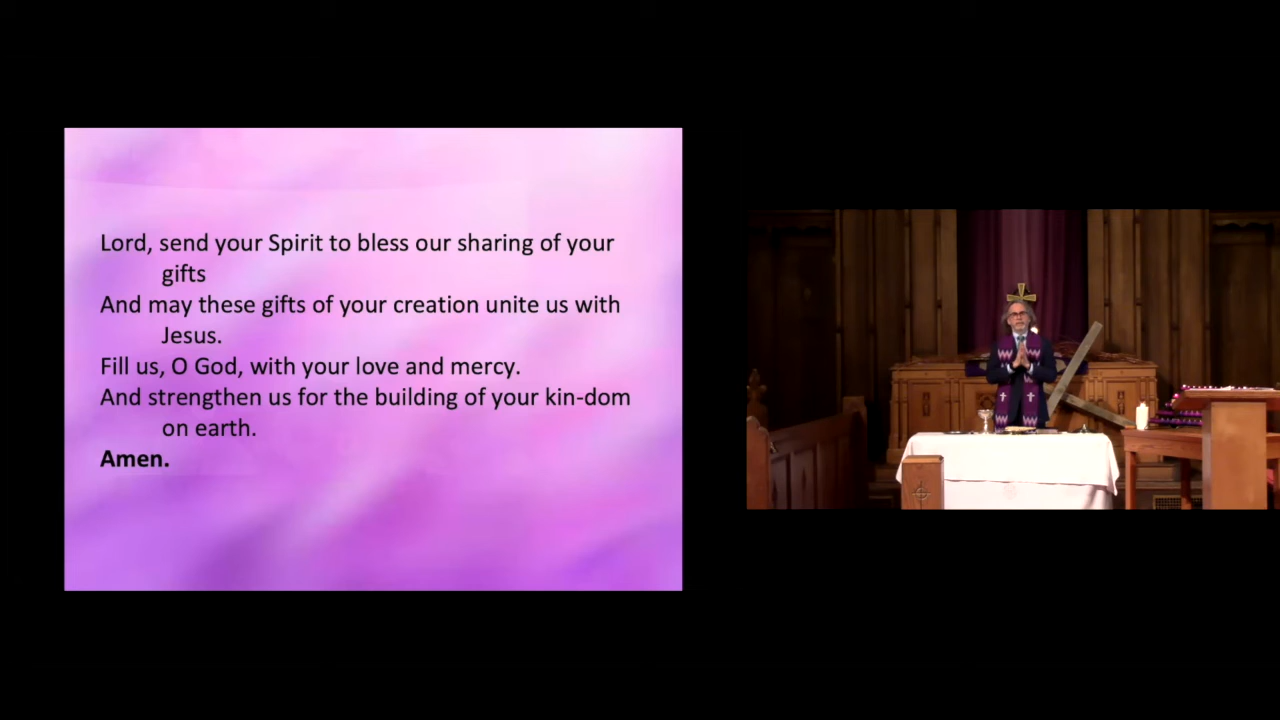 Lord, send your Spirit to bless our sharing of your
gifts
And may these gifts of your creation unite us with
Jesus.
Fill us, O God, with your love and mercy.
And strengthen us for the building of your kin-dom
on earth.
Amen.